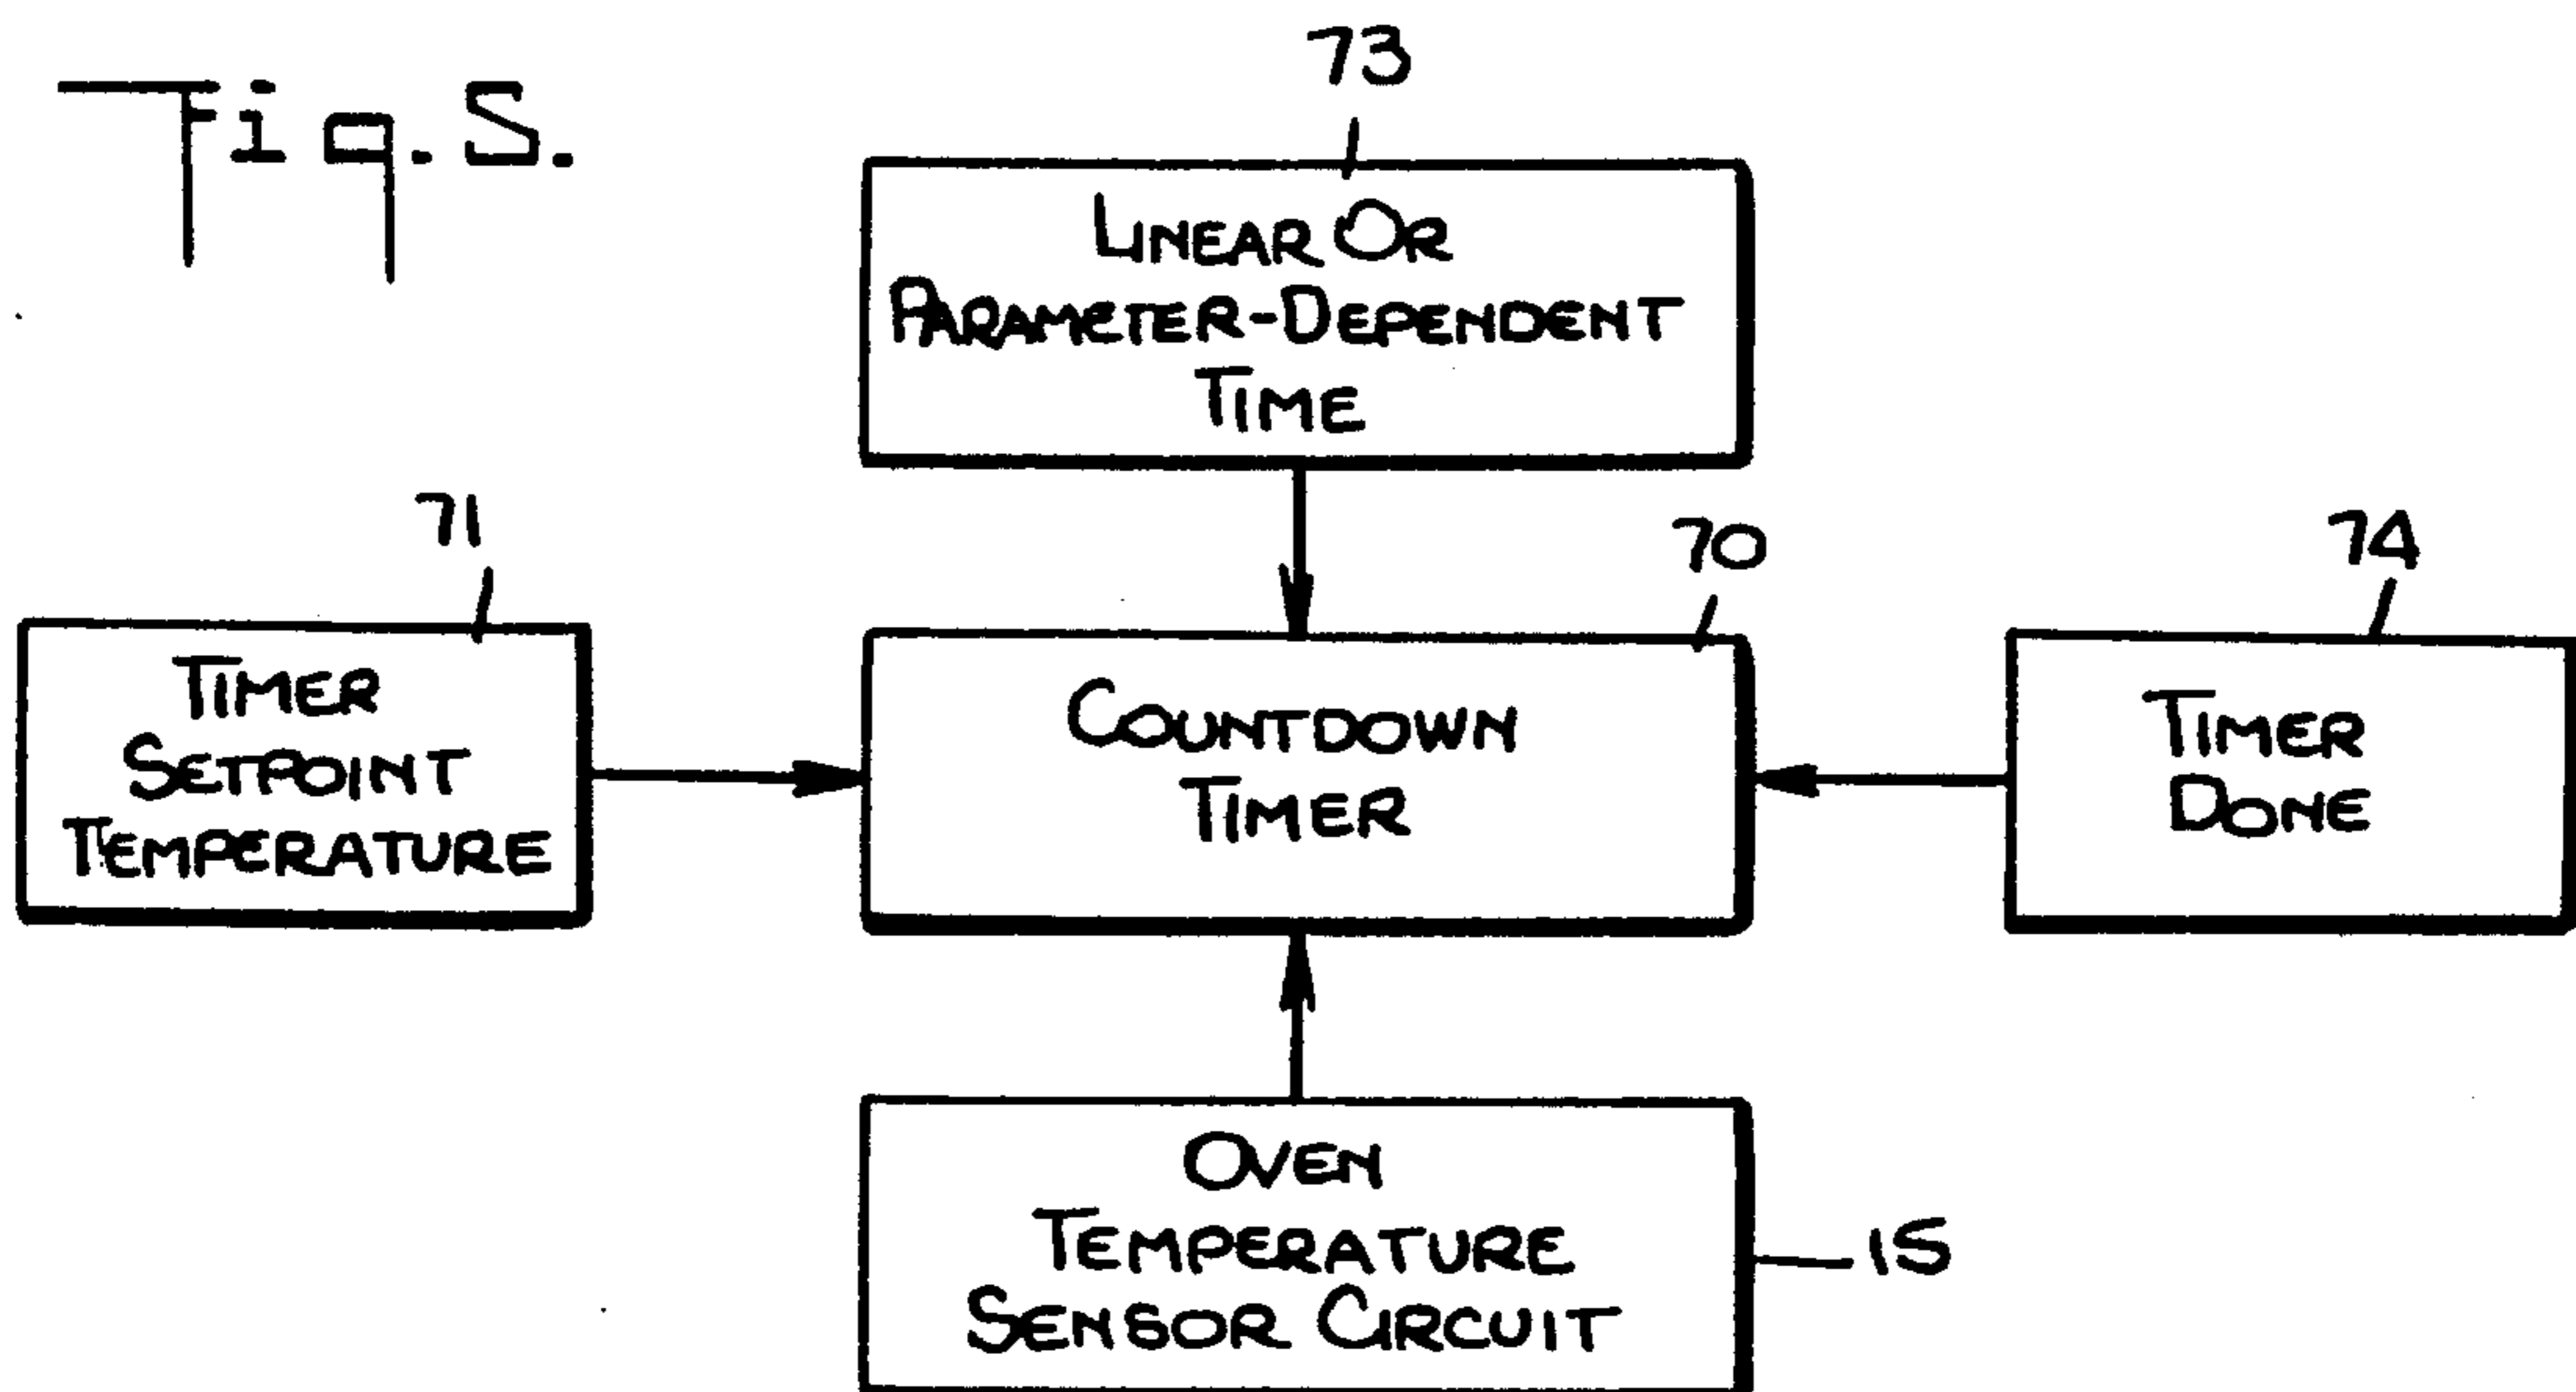 Fig. 5.
73
LINEAR OR
PARAMETER-DEPENDENT
TIME
71
70
74
TIMER
SETPOINT
TEMPERATURE
COUNTDOWN
TIMER
TIMER
DONE
OVEN
TEMPERATURE
SENSOR CIRCUIT
15